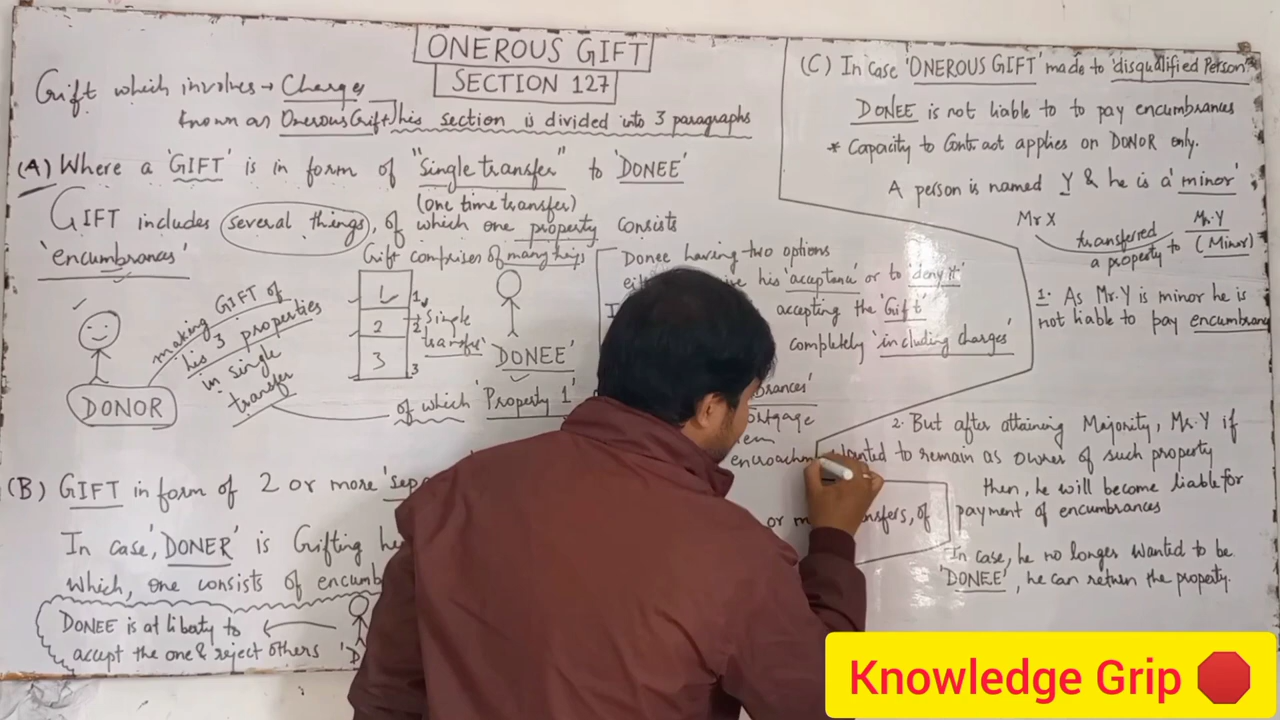 ONEROUS GIFT
SECTION 127
Gift which involves → Charges
known as Onerous Gift
This section is divided into 3 paragraphs
(A) Where a 'GIFT' is in form of "Single transfer" to 'DONEE'
(one time transfer)
GIFT includes several things, of which one property consists
'encumbrances'
Gift comprises of many things
1
2
3
1
2
3
Single
transfer
DONOR
making GIFT of
his 3 properties
in single
transfer
'DONEE'
of which 'Property 1'
Donee having two options
his 'acceptance' or to 'deny it'
accepting the 'Gift'
completely 'including charges'
(B) GIFT in form of 2 or more
or transfers, of
In case, 'DONER' is Gifting
which, one consists of
DONEE is at liberty to
accept the one & reject others
(C) In case 'ONEROUS GIFT' made to 'disqualified Person'
DONEE is not liable to to pay encumbrances
* Capacity to Contract applies on DONOR only.
A person is named Y & he is a 'minor'
Mr X
transferred
a property to
Mr. Y
(Minor)
1. As Mr. Y is minor he is
not liable to pay
2. But after attaining Majority, Mr. Y if
wanted to remain as owner of such property
then, he will become liable for
payment of encumbrances
In case, he no longer wanted to be
'DONEE', he can return the property.
Knowledge Grip